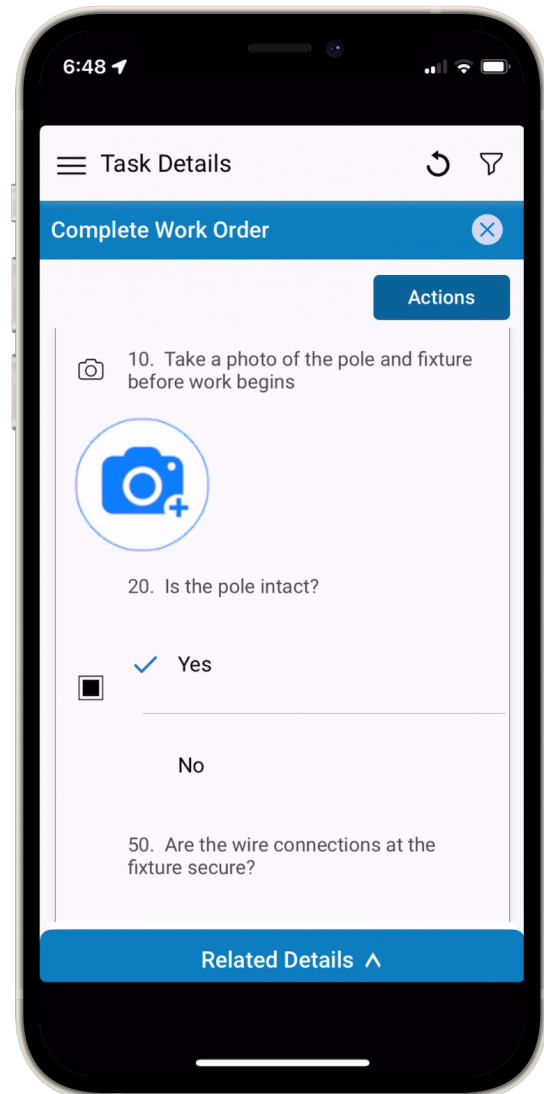 6:48
Task Details
Complete Work Order
Actions
10. Take a photo of the pole and fixture
before work begins
20. Is the pole intact?
Yes
No
50. Are the wire connections at the
fixture secure?
Related Details